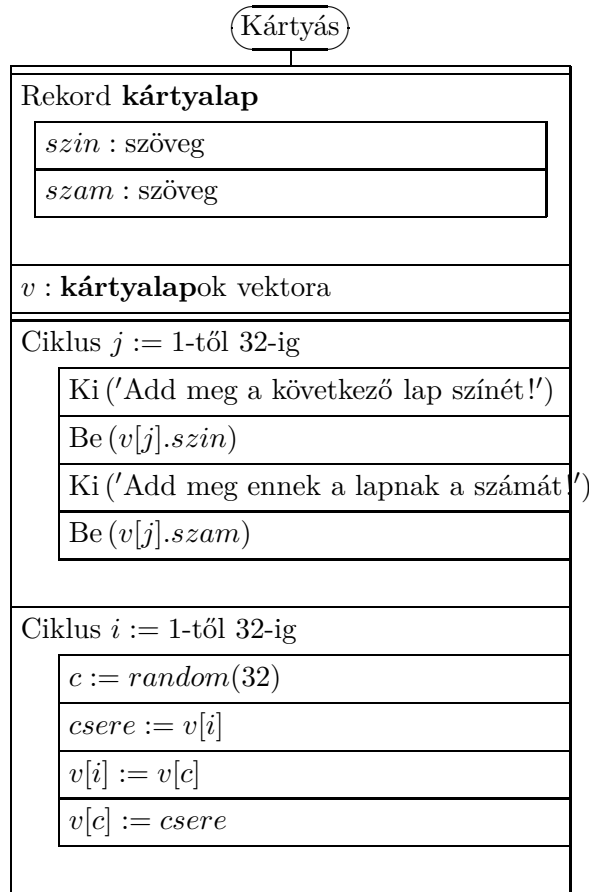 Kártyás
Rekord kártyalap
szin : szöveg
szam : szöveg
v : kártyalapok vektora
Ciklus j := 1-től 32-ig
Ki ('Add meg a következő lap színét!')
Be (v[j].szin)
Ki ('Add meg ennek a lapnak a számát!')
Be (v[j].szam)
Ciklus i := 1-től 32-ig
c := random(32)
csere := v[i]
v[i] := v[c]
v[c] := csere